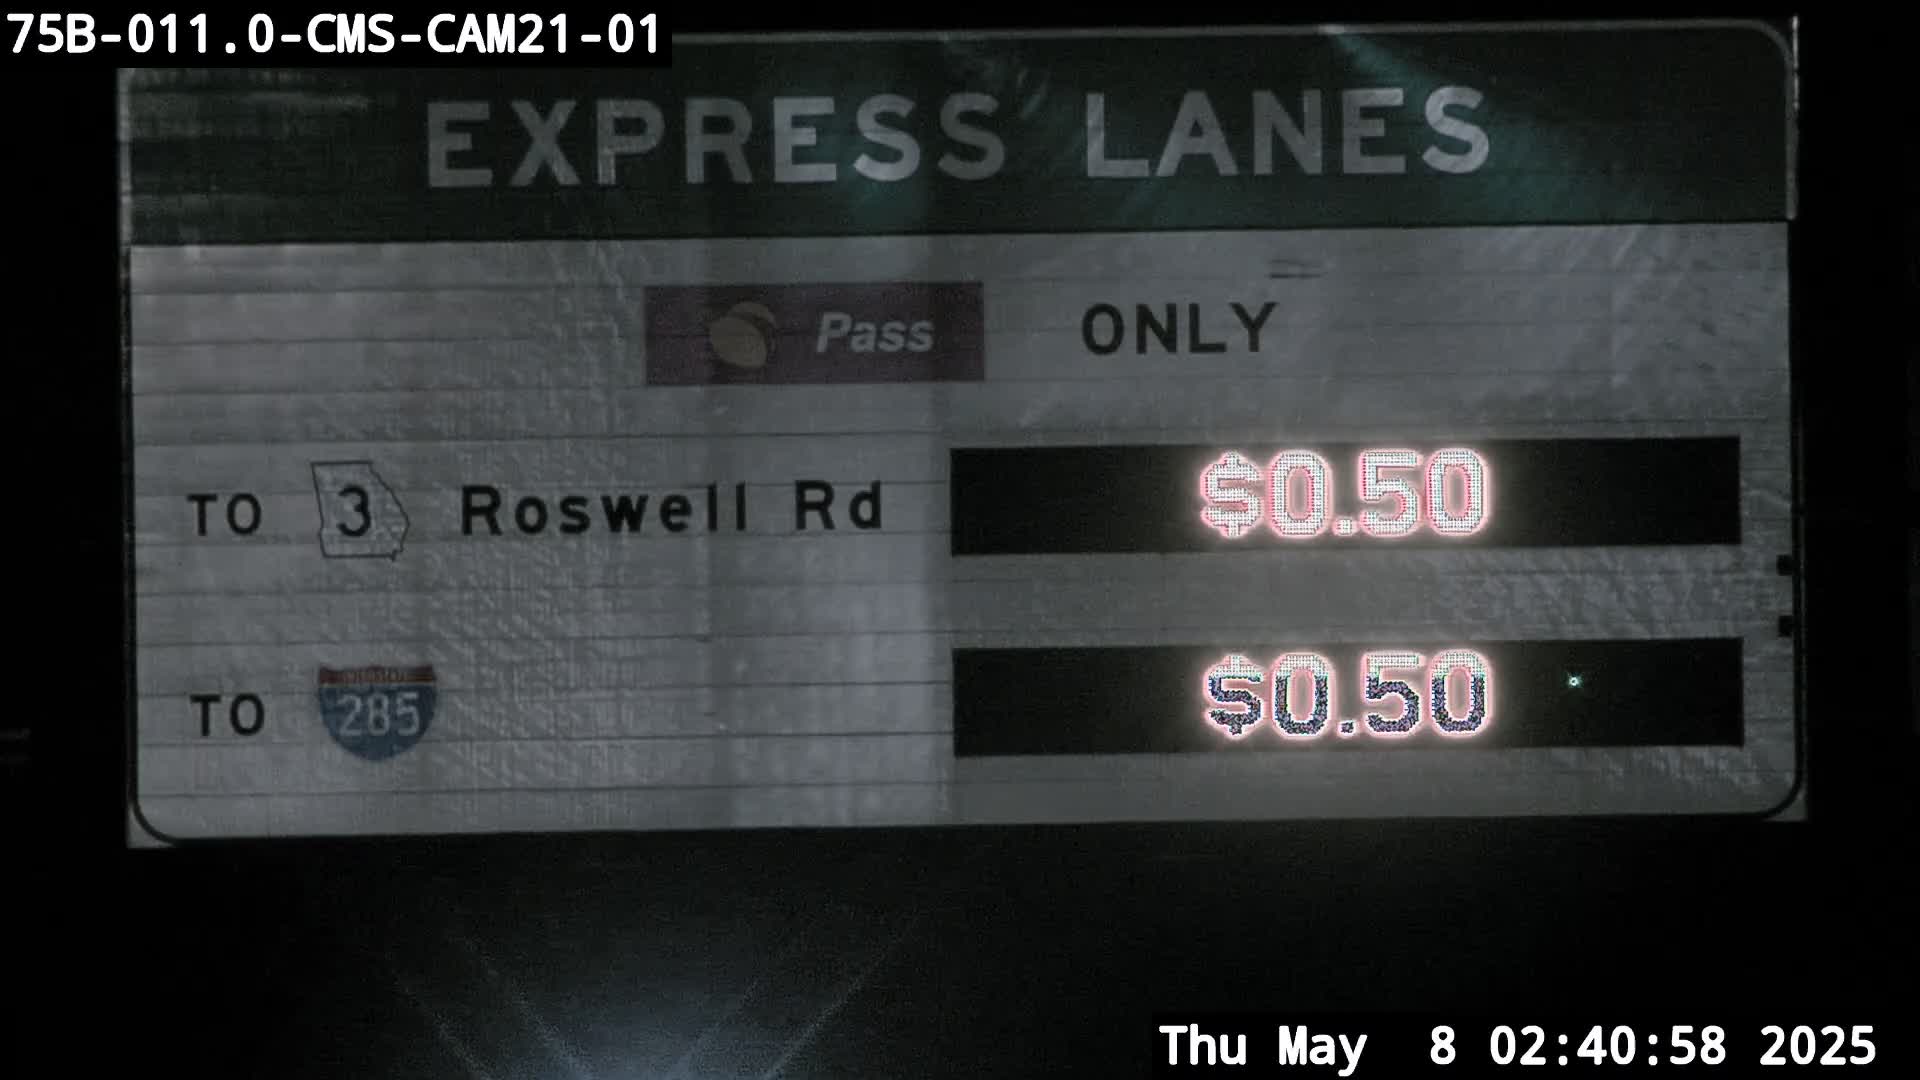 75B-011.0-CMS-CAM21-01
EXPRESS LANES
Pass ONLY
TO 3 Roswell Rd $0.50
TO 285 $0.50
Thu May 8 02:40:58 2025